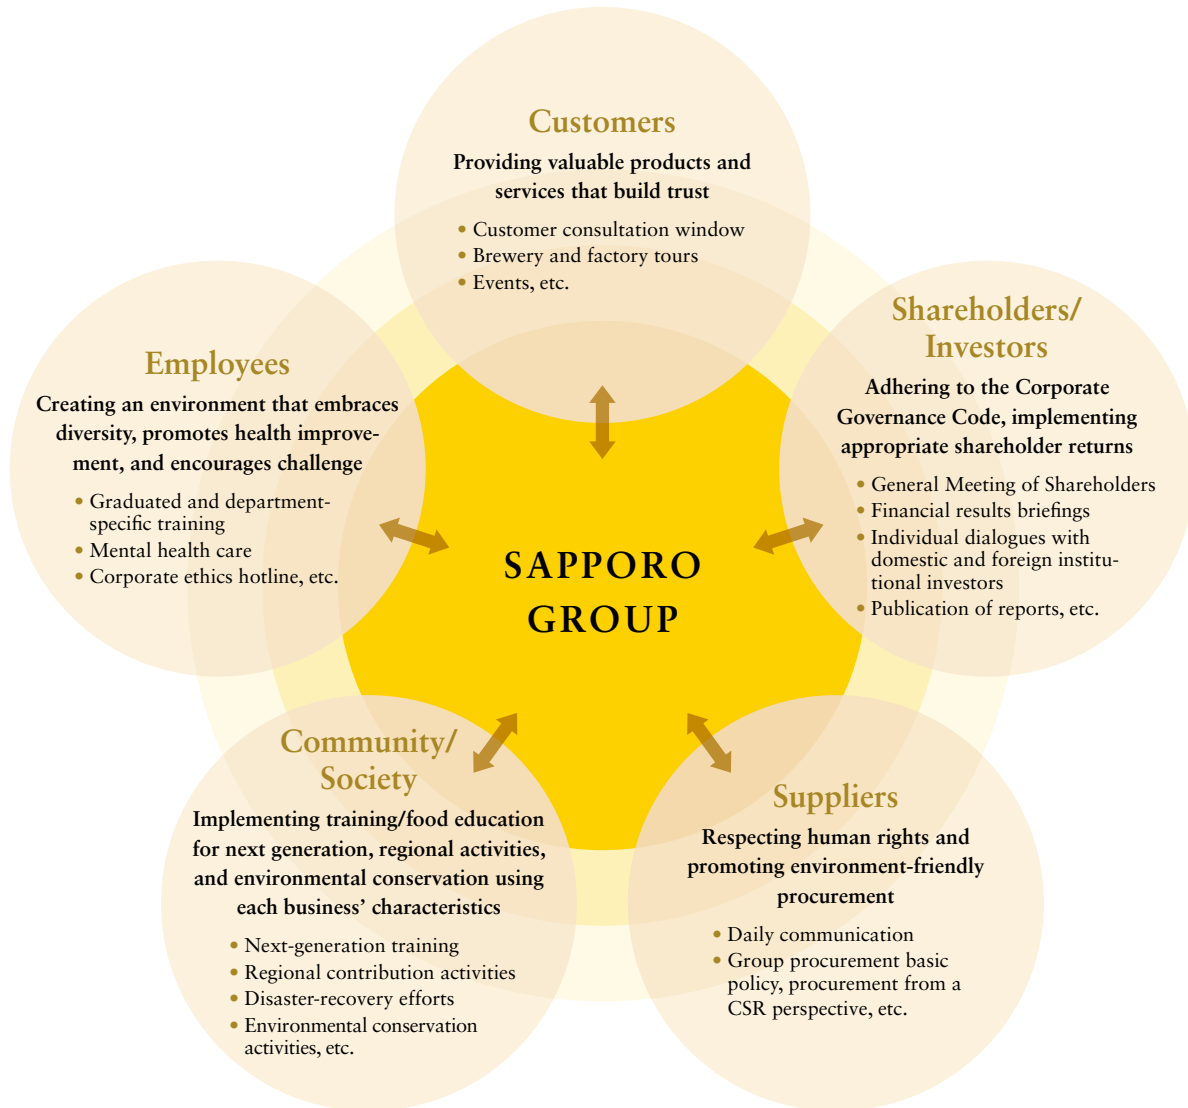 Customers
Providing valuable products and
services that build trust
• Customer consultation window
• Brewery and factory tours
• Events, etc.
Shareholders/
Investors
Adhering to the Corporate
Governance Code, implementing
appropriate shareholder returns
• General Meeting of Shareholders
• Financial results briefings
• Individual dialogues with
domestic and foreign institu-
tional investors
• Publication of reports, etc.
Employees
Creating an environment that embraces
diversity, promotes health improve-
ment, and encourages challenge
• Graduated and department-
specific training
• Mental health care
• Corporate ethics hotline, etc.
SAPPORO
GROUP
Community/
Society
Implementing training/food education
for next generation, regional activities,
and environmental conservation using
each business’ characteristics
• Next-generation training
• Regional contribution activities
• Disaster-recovery efforts
• Environmental conservation
activities, etc.
Suppliers
Respecting human rights and
promoting environment-friendly
procurement
• Daily communication
• Group procurement basic
policy, procurement from a
CSR perspective, etc.